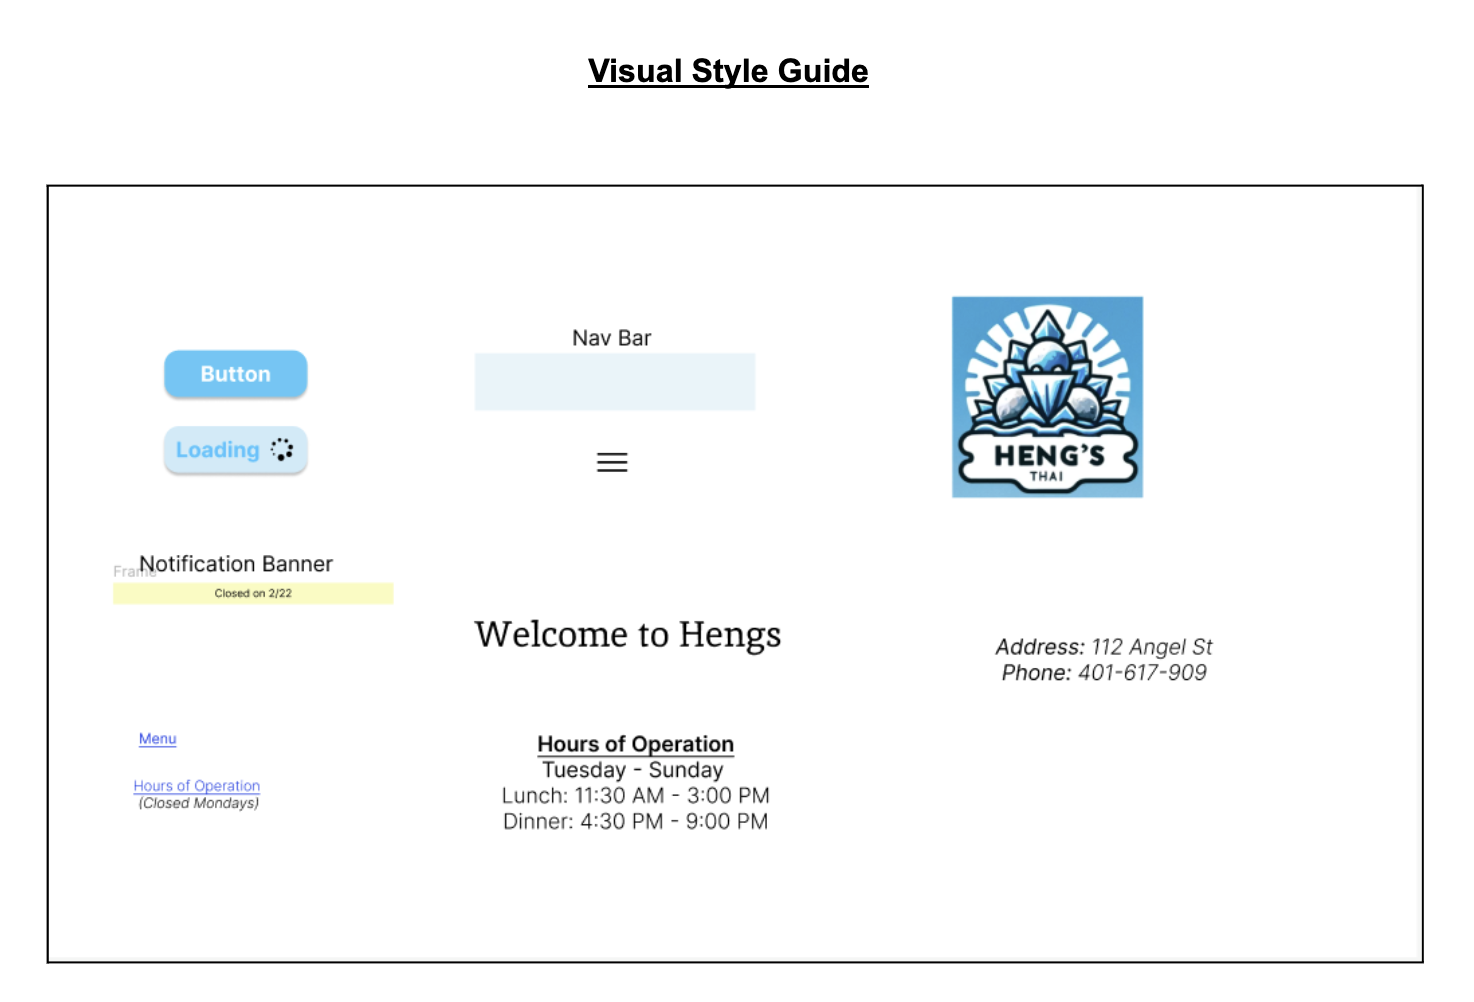 Visual Style Guide
Button
Loading
Nav Bar
HENG'S
THAI
Frame
Notification Banner
Closed on 2/22
Welcome to Hengs
Address: 112 Angel St
Phone: 401-617-909
Menu
Hours of Operation
(Closed Mondays)
Hours of Operation
Tuesday - Sunday
Lunch: 11:30 AM - 3:00 PM
Dinner: 4:30 PM - 9:00 PM